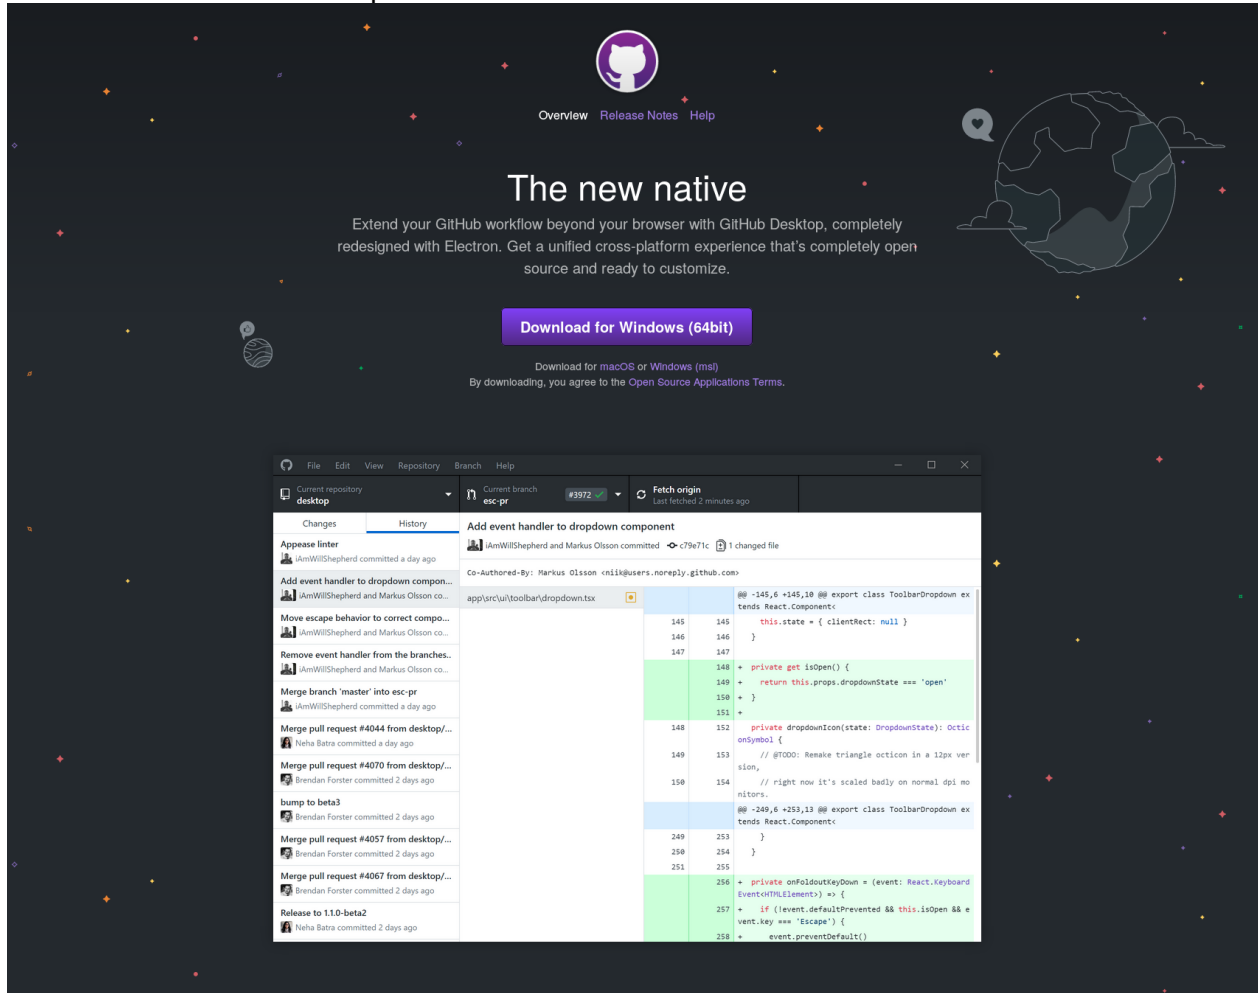 Overview Release Notes Help
The new native
Extend your GitHub workflow beyond your browser with GitHub Desktop, completely
redesigned with Electron. Get a unified cross-platform experience that's completely open
source and ready to customize.
Download for Windows (64bit)
Download for macOS or Windows (msi)
By downloading, you agree to the Open Source Applications Terms.
File Edit View Repository Branch Help
Current repository
desktop
Current branch
esc-pr
#3972
Fetch origin
Last fetched 2 minutes ago
Changes History
Appease linter
iAmWillShepherd committed a day ago
Add event handler to dropdown compon...
iAmWillShepherd and Markus Olsson co...
Move escape behavior to correct compo...
iAmWillShepherd and Markus Olsson co...
Remove event handler from the branches..
iAmWillShepherd and Markus Olsson co...
Merge branch 'master' into esc-pr
iAmWillShepherd committed a day ago
Merge pull request #4044 from desktop/...
Neha Batra committed a day ago
Merge pull request #4070 from desktop/...
Brendan Forster committed 2 days ago
bump to beta3
Brendan Forster committed 2 days ago
Merge pull request #4057 from desktop/...
Brendan Forster committed 2 days ago
Merge pull request #4067 from desktop/...
Brendan Forster committed 2 days ago
Release to 1.1.0-beta2
Neha Batra committed 2 days ago
Add event handler to dropdown component
iAmWillShepherd and Markus Olsson committed c79e71c 1 changed file
Co-Authored-By: Markus Olsson <niik@users.noreply.github.com>
app\src\ui\toolbar\dropdown.tsx
@@ -145,6 +145,10 @@ export class ToolbarDropdown ex
tends React.Component<
145 145 this.state = { clientRect: null }
146 146 }
147 147
148 + private get isOpen() {
149 + return this.props.dropdownState === 'open'
150 + }
151 +
148 152 private dropdownIcon(state: DropdownState): Octic
onSymbol {
149 153 // @TODO: Remake triangle octicon in a 12px ver
sion,
150 154 // right now it's scaled badly on normal dpi mo
nitors.
@@ -249,6 +253,13 @@ export class ToolbarDropdown ex
tends React.Component<
249 253 }
250 254 }
251 255
256 + private onFoldoutKeyDown = (event: React.Keyboard
Event<HTMLElement>) => {
257 + if (!event.defaultPrevented && this.isOpen && e
vent.key === 'Escape') {
258 + event.preventDefault()